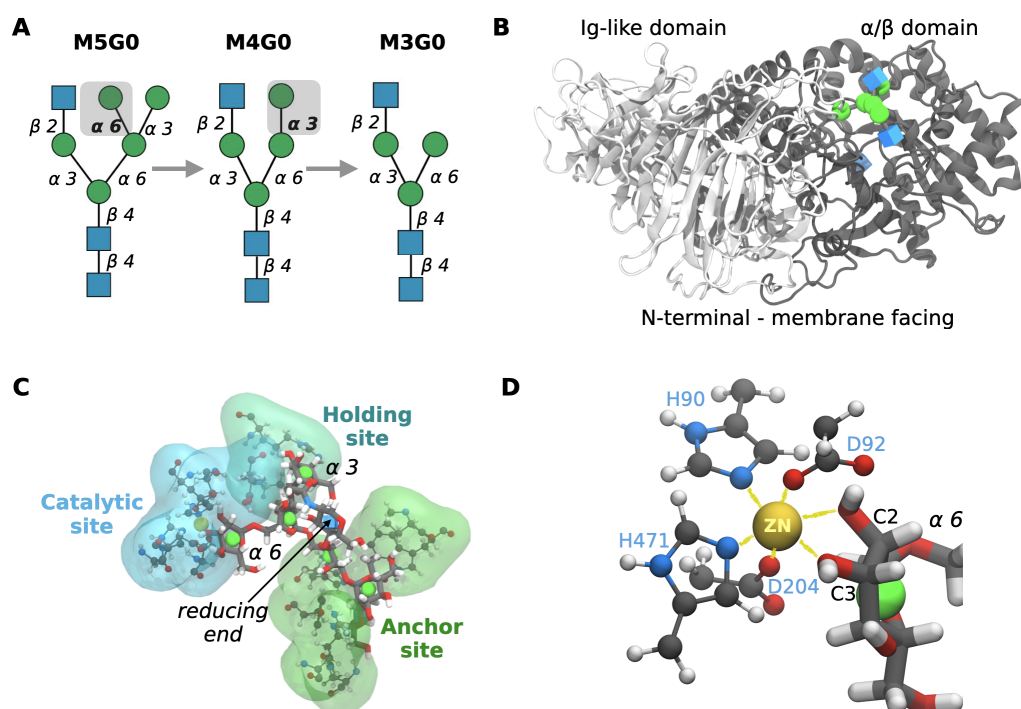 A
M5G0
M4G0
M3G0
β 2
α 6
α 3
α 3
α 6
β 4
β 4
β 2
α 3
α 3
α 6
β 4
β 4
β 2
α 3
α 6
β 4
β 4
B
Ig-like domain
α/β domain
N-terminal - membrane facing
C
Holding
site
α 3
Catalytic
site
α 6
reducing
end
Anchor
site
D
H90
D92
ZN
C2
α 6
H471
D204
C3